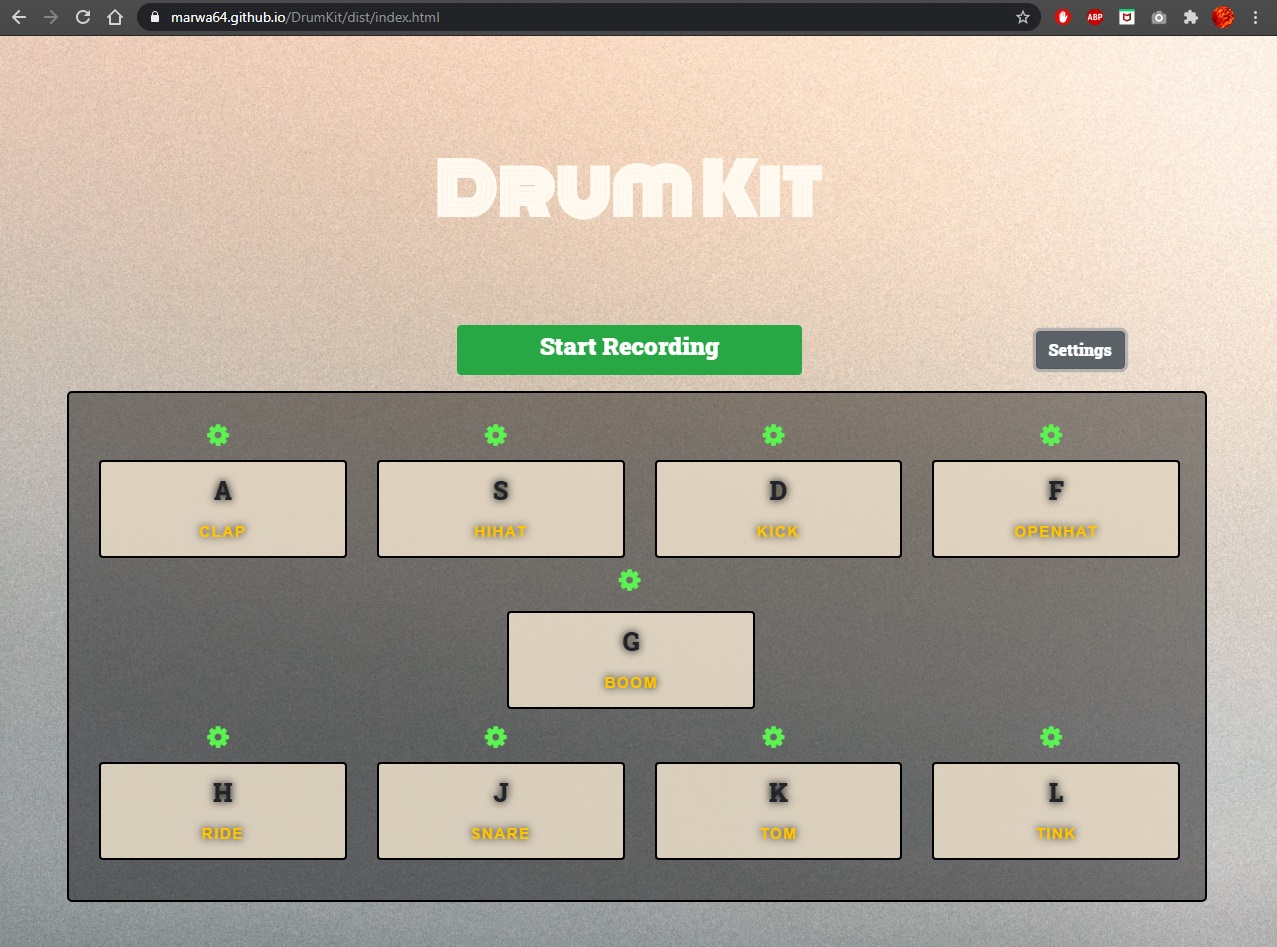 marwa64.github.io/DrumKit/dist/index.html
ABP
Drum Kit
Start Recording
Settings
A S D F
CLAP HIHAT KICK OPENHAT
G
BOOM
H J K L
RIDE SNARE TOM TINK